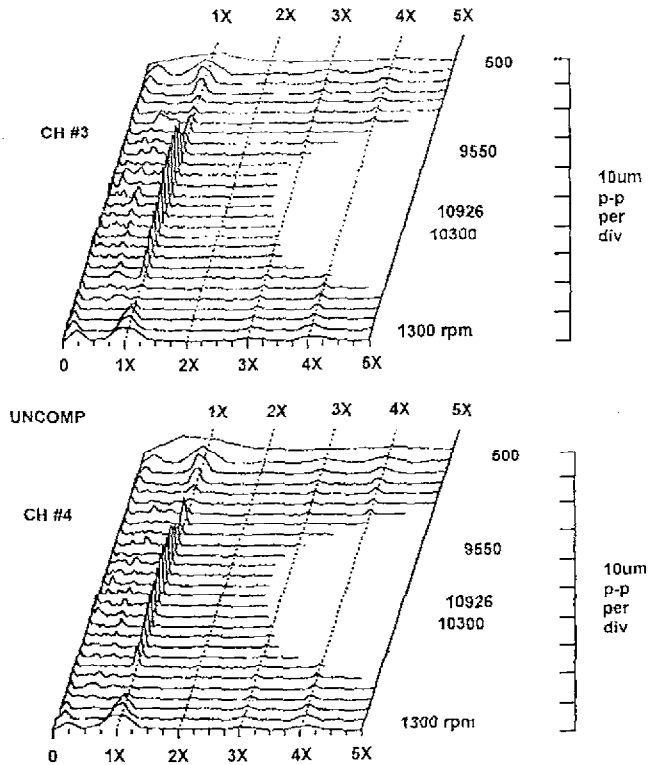 1X 2X 3X 4X 5X
500
CH #3
9550
10um
p-p
per
div
10926
10300
1300 rpm
0 1X 2X 3X 4X 5X
UNCOMP
1X 2X 3X 4X 5X
500
CH #4
9550
10um
p-p
per
div
10926
10300
1300 rpm
0 1X 2X 3X 4X 5X